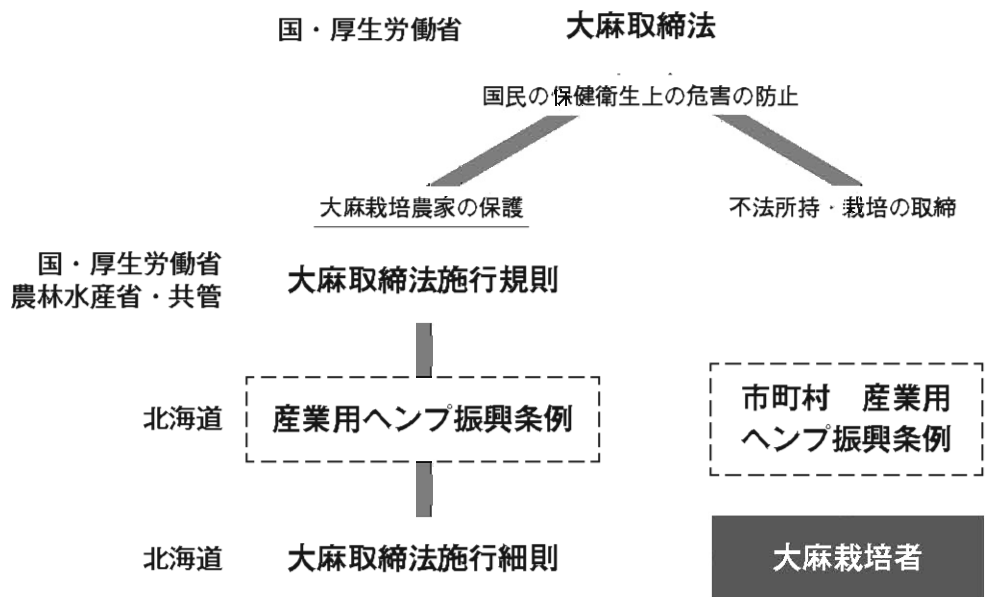 国・厚生労働省 大麻取締法
国民の保健衛生上の危害の防止
大麻栽培農家の保護 不法所持・栽培の取締
国・厚生労働省
農林水産省・共管
大麻取締法施行規則
北海道
産業用ヘンプ振興条例
市町村 産業用
ヘンプ振興条例
北海道 大麻取締法施行細則 大麻栽培者